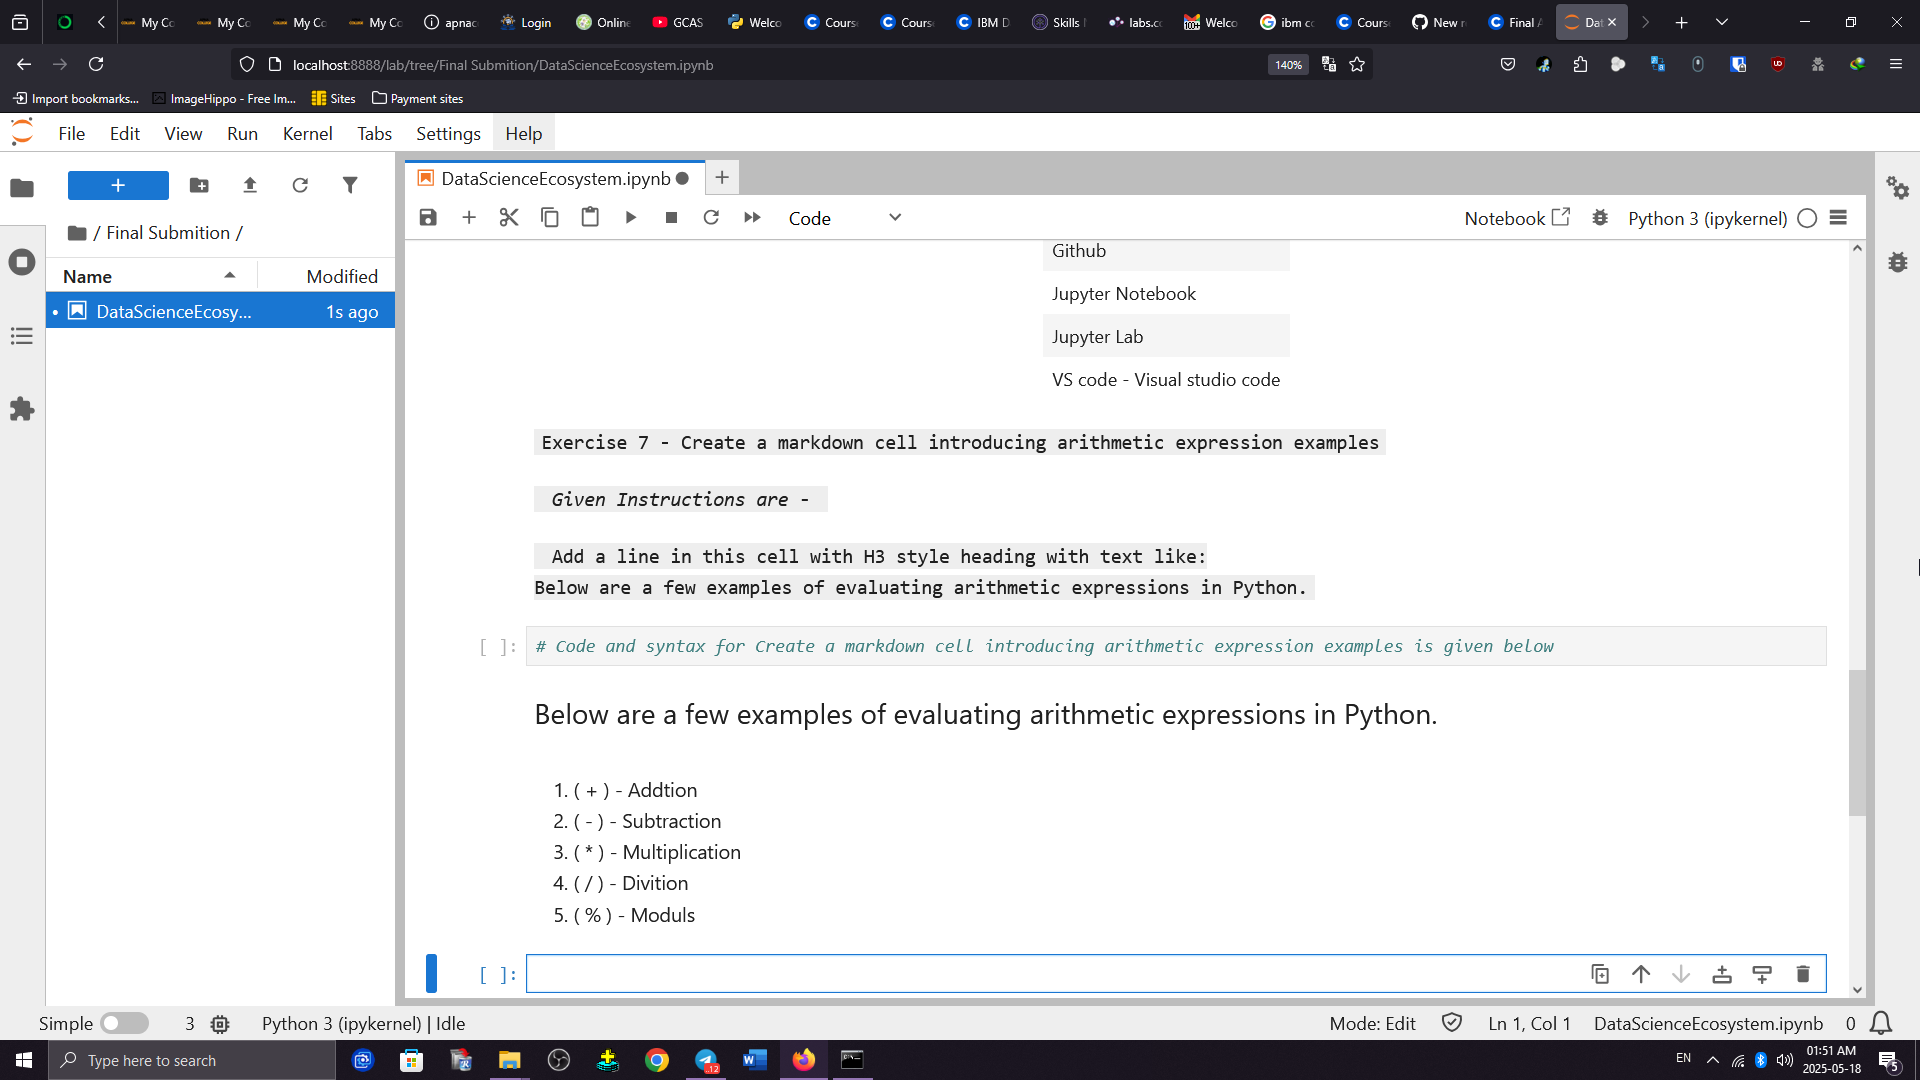 My Co
My Co
My Co
My Co
apnac
Login
Online
GCAS
Welco
Cours
Cours
IBM D
Skills
labs.co
Welco
ibm co
Cours
New r
Final A
Dat
localhost:8888/lab/tree/Final Submition/DataScienceEcosystem.ipynb
140%
Import bookmarks...
ImageHippo - Free Im...
Sites
Payment sites
File
Edit
View
Run
Kernel
Tabs
Settings
Help
/ Final Submition /
Name
Modified
DataScienceEcosy...
1s ago
DataScienceEcosystem.ipynb
Code
Notebook
Python 3 (ipykernel)
Github
Jupyter Notebook
Jupyter Lab
VS code - Visual studio code
Exercise 7 - Create a markdown cell introducing arithmetic expression examples
Given Instructions are -
Add a line in this cell with H3 style heading with text like:
Below are a few examples of evaluating arithmetic expressions in Python.
[ ]:
# Code and syntax for Create a markdown cell introducing arithmetic expression examples is given below
Below are a few examples of evaluating arithmetic expressions in Python.
1. ( + ) - Addtion
2. ( - ) - Subtraction
3. ( * ) - Multiplication
4. ( / ) - Divition
5. ( % ) - Moduls
[ ]:
Simple
3
Python 3 (ipykernel) | Idle
Mode: Edit
Ln 1, Col 1
DataScienceEcosystem.ipynb
0
Type here to search
EN
01:51 AM
2025-05-18
5